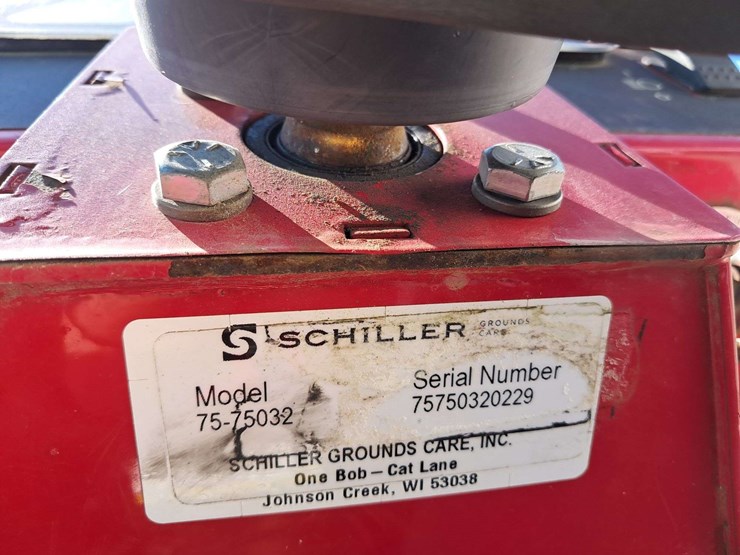 SCHILLER GROUNDS CARE
Model
75-75032
Serial Number
75750320229
SCHILLER GROUNDS CARE, INC.
One Bob-Cat Lane
Johnson Creek, WI 53038